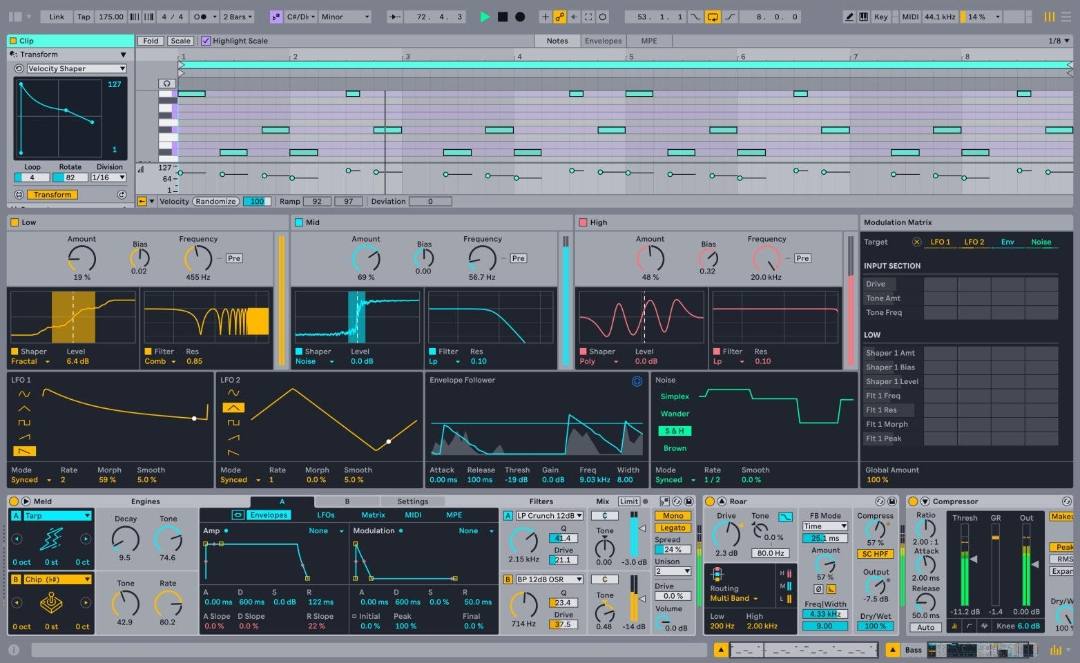 Link Tap 175.00 4 / 4 2 Bars C#/D♭ Minor 72. 4. 3 53. 1. 1 8. 0. 0 Key MIDI 44.1 kHz 14 %
Clip Fold Scale Highlight Scale Notes Envelopes MPE 1/8
Transform
Velocity Shaper
1 2 3 4 5 6 7 8
127
1
Loop Rotate Division
4 82 1/16
Transform
127
64
1
Velocity Randomize 100 Ramp 92 97 Deviation 0
Low Mid High Modulation Matrix
Amount Bias Frequency Amount Bias Frequency Amount Bias Frequency
Pre Pre Pre
19 % 0.02 455 Hz 69 % 0.00 56.7 Hz 48 % 0.32 20.0 kHz
Target LFO 1 LFO 2 Env Noise
INPUT SECTION
Drive
Tone Amt
Tone Freq
LOW
Shaper 1 Amt
Shaper 1 Bias
Shaper 1 Level
Flt 1 Freq
Flt 1 Res
Flt 1 Morph
Flt 1 Peak
Global Amount
100 %
Shaper Level Filter Res Shaper Level Filter Res Shaper Level Filter Res
Fractal 6.4 dB Comb 0.85 Noise 0.0 dB Lp 0.10 Poly 0.0 dB Lp 0.10
LFO 1 LFO 2 Envelope Follower Noise
Simplex
Wander
S & H
Brown
Mode Rate Morph Smooth Mode Rate Morph Smooth Attack Release Thresh Gain Freq Width Mode Rate Smooth
Synced 2 59 % 5.0 % Synced 1 0.0 % 5.0 % 0.00 ms 100 ms -19 dB 0.0 dB 9.03 kHz 8.00 Synced 1 / 2 0.0 %
Meld Engines A B Settings Filters Mix Limit Roar Compressor
A Tarp
0 oct 0 st 0 ct
B Chip (b#)
0 oct 0 st 0 ct
Decay Tone
9.5 74.6
Tone Rate
42.9 80.2
Envelopes LFOs Matrix MIDI MPE
Amp None Modulation None
A D S R A D S R
0.00 ms 600 ms 0.0 dB 122 ms 0.00 ms 600 ms 0.0 % 50.0 ms
A Slope D Slope R Slope Initial Peak Final
0.0 % 0.0 % 22 % 0.0 % 100 % 0.0 %
A LP Crunch 12dB C
Q
41.4
Drive
21.1
2.15 kHz
Tone
0.00 -3.0 dB
B BP 12dB OSR C
Q
23.4
Drive
37.5
714 Hz
Tone
0.48 -14 dB
Mono
Legato
Spread
24 %
Unison
2
Drive
0.0 %
Volume
0.0 dB
Drive Tone
0.0 %
2.3 dB 80.0 Hz
H
M
L
Routing
Multi Band
Low High
200 Hz 2.00 kHz
FB Mode
Time
25.1 ms
Amount
57 %
Freq|Width
4.33 kHz
9.00
Compress
57 %
SC HPF
Output
-7.5 dB
Dry/Wet
100 %
Ratio
2.00 : 1
Attack
2.00 ms
Release
50.0 ms
Auto
Thresh GR Out
-11.2 dB -1.4 0.00 dB
Knee 6.0 dB
Makeu
Peak
RMS
Expan
Dry/W
100 %
Bass